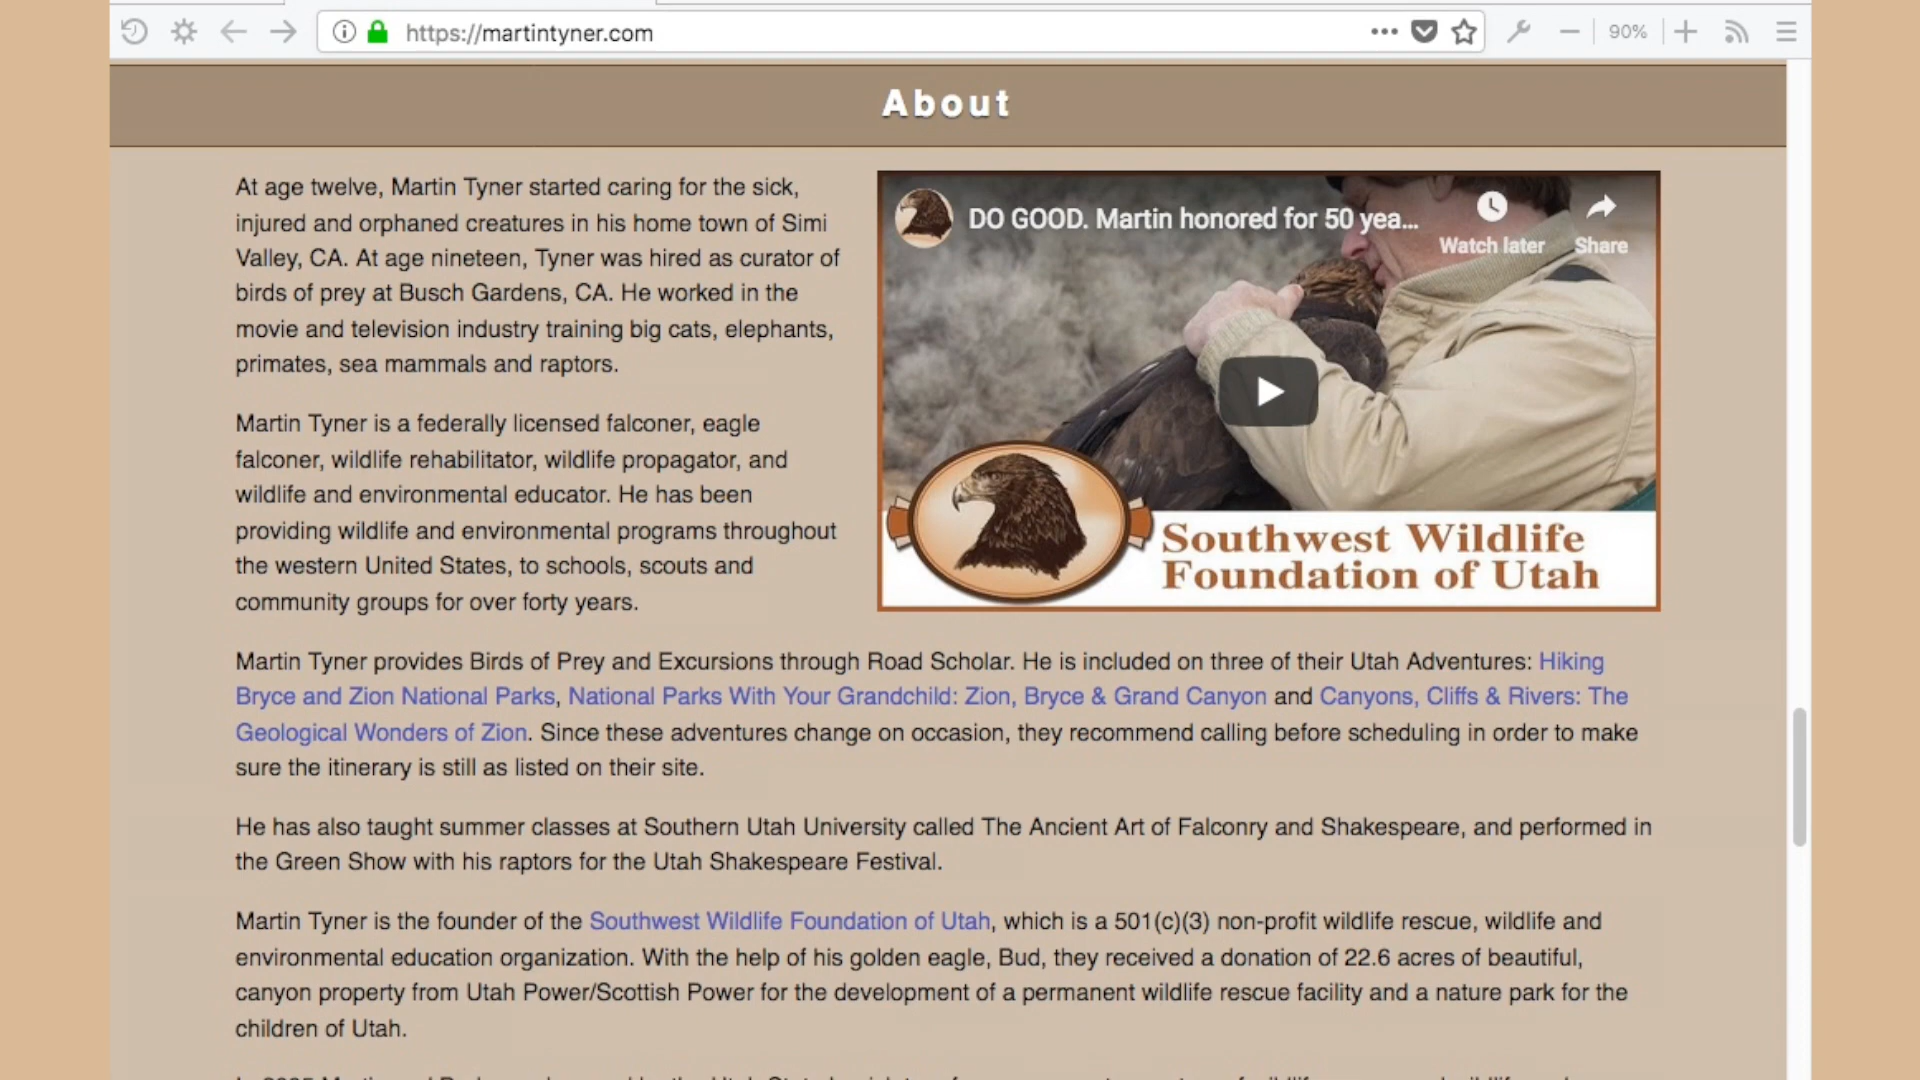 https://martintyner.com
90%
About
At age twelve, Martin Tyner started caring for the sick,
injured and orphaned creatures in his home town of Simi
Valley, CA. At age nineteen, Tyner was hired as curator of
birds of prey at Busch Gardens, CA. He worked in the
movie and television industry training big cats, elephants,
primates, sea mammals and raptors.
Martin Tyner is a federally licensed falconer, eagle
falconer, wildlife rehabilitator, wildlife propagator, and
wildlife and environmental educator. He has been
providing wildlife and environmental programs throughout
the western United States, to schools, scouts and
community groups for over forty years.
DO GOOD. Martin honored for 50 yea...
Watch later
Share
Southwest Wildlife
Foundation of Utah
Martin Tyner provides Birds of Prey and Excursions through Road Scholar. He is included on three of their Utah Adventures: Hiking
Bryce and Zion National Parks, National Parks With Your Grandchild: Zion, Bryce & Grand Canyon and Canyons, Cliffs & Rivers: The
Geological Wonders of Zion. Since these adventures change on occasion, they recommend calling before scheduling in order to make
sure the itinerary is still as listed on their site.
He has also taught summer classes at Southern Utah University called The Ancient Art of Falconry and Shakespeare, and performed in
the Green Show with his raptors for the Utah Shakespeare Festival.
Martin Tyner is the founder of the Southwest Wildlife Foundation of Utah, which is a 501(c)(3) non-profit wildlife rescue, wildlife and
environmental education organization. With the help of his golden eagle, Bud, they received a donation of 22.6 acres of beautiful,
canyon property from Utah Power/Scottish Power for the development of a permanent wildlife rescue facility and a nature park for the
children of Utah.